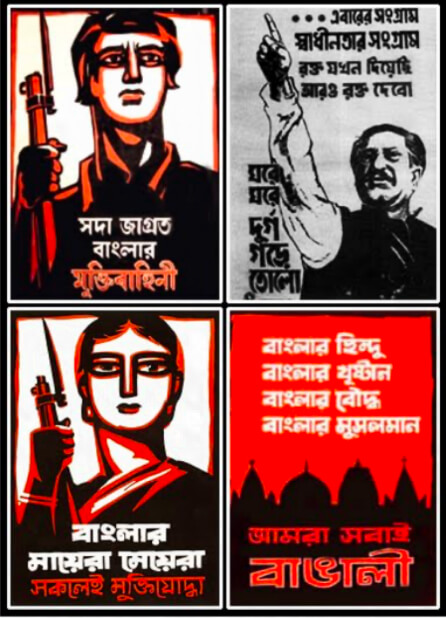 সদা জাগ্রত
বাংলার
মুক্তিবাহিনী
... এবারের সংগ্রাম
স্বাধীনতার সংগ্রাম
রক্ত যখন দিয়েছি
আরও রক্ত দেবো
ঘরে
ঘরে
দুর্গ
গড়ে
তোলো
বাংলার
মায়েরা মেয়েরা
সকলেই মুক্তিযোদ্ধা
বাংলার হিন্দু
বাংলার খৃষ্টান
বাংলার বৌদ্ধ
বাংলার মুসলমান
আমরা সবাই
বাঙালী